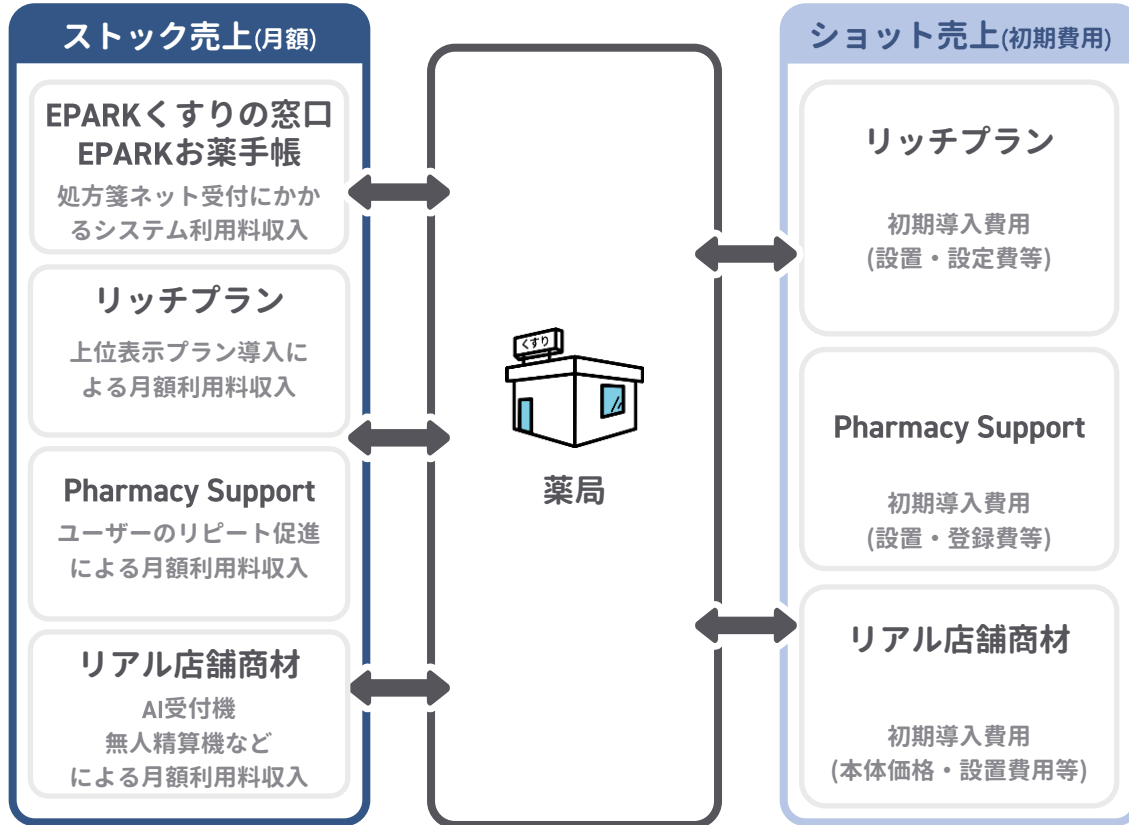 ストック売上(月額)
EPARKくすりの窓口
EPARKお薬手帳
処方箋ネット受付にかか
るシステム利用料収入
リッチプラン
上位表示プラン導入に
よる月額利用料収入
Pharmacy Support
ユーザーのリピート促進
による月額利用料収入
リアル店舗商材
AI受付機
無人精算機など
による月額利用料収入
くすり
薬局
ショット売上(初期費用)
リッチプラン
初期導入費用
(設置・設定費等)
Pharmacy Support
初期導入費用
(設置・登録費等)
リアル店舗商材
初期導入費用
(本体価格・設置費用等)